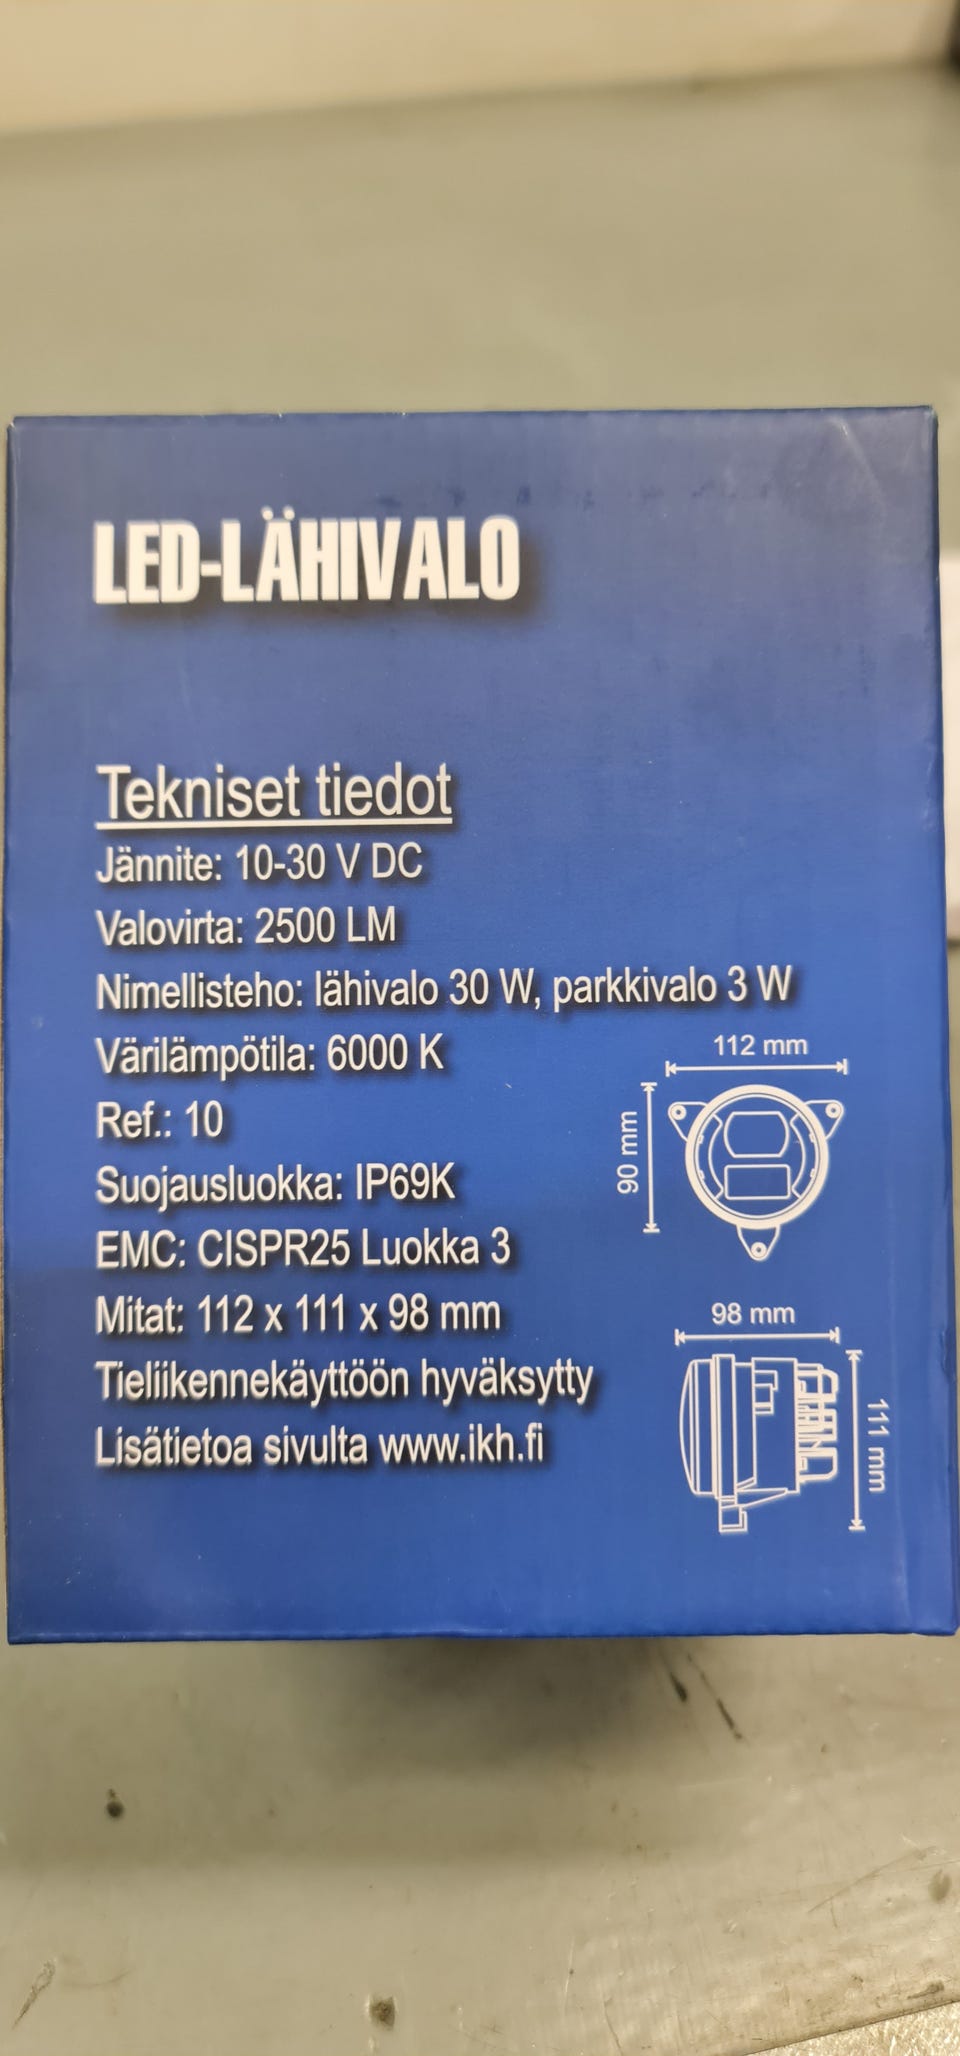 LED-LÄHIVALO
Tekniset tiedot
Jännite: 10-30 V DC
Valovirta: 2500 LM
Nimellisteho: lähivalo 30 W, parkkivalo 3 W
Värilämpötila: 6000 K
Ref.: 10
Suojausluokka: IP69K
EMC: CISPR25 Luokka 3
Mitat: 112 x 111 x 98 mm
Tieliikennekäyttöön hyväksytty
Lisätietoa sivulta www.ikh.fi
112 mm
90 mm
98 mm
111 mm